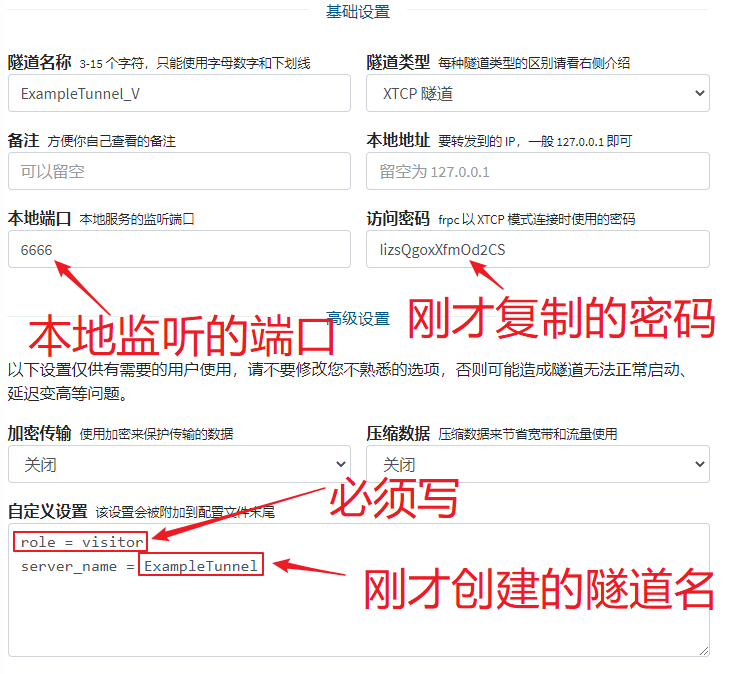 基础设置
隧道名称 3-15 个字符，只能使用字母数字和下划线
隧道类型 每种隧道类型的区别请看右侧介绍
ExampleTunnel_V
XTCP 隧道
备注 方便你自己查看的备注
本地地址 要转发到的 IP，一般 127.0.0.1 即可
可以留空
留空为 127.0.0.1
本地端口 本地服务的监听端口
访问密码 frpc 以 XTCP 模式连接时使用的密码
6666
IizsQgoxXfmOd2CS
本地监听的端口
刚才复制的密码
高级设置
以下设置仅供有需要的用户使用，请不要修改您不熟悉的选项，否则可能造成隧道无法正常启动、
延迟变高等问题。
加密传输 使用加密来保护传输的数据
压缩数据 压缩数据来节省宽带和流量使用
关闭
关闭
必须写
自定义设置 该设置会被附加到配置文件末尾
role = visitor
server_name = ExampleTunnel
刚才创建的隧道名